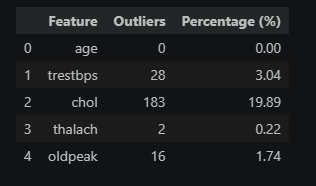 Feature Outliers Percentage (%)
0 age 0 0.00
1 trestbps 28 3.04
2 chol 183 19.89
3 thalach 2 0.22
4 oldpeak 16 1.74